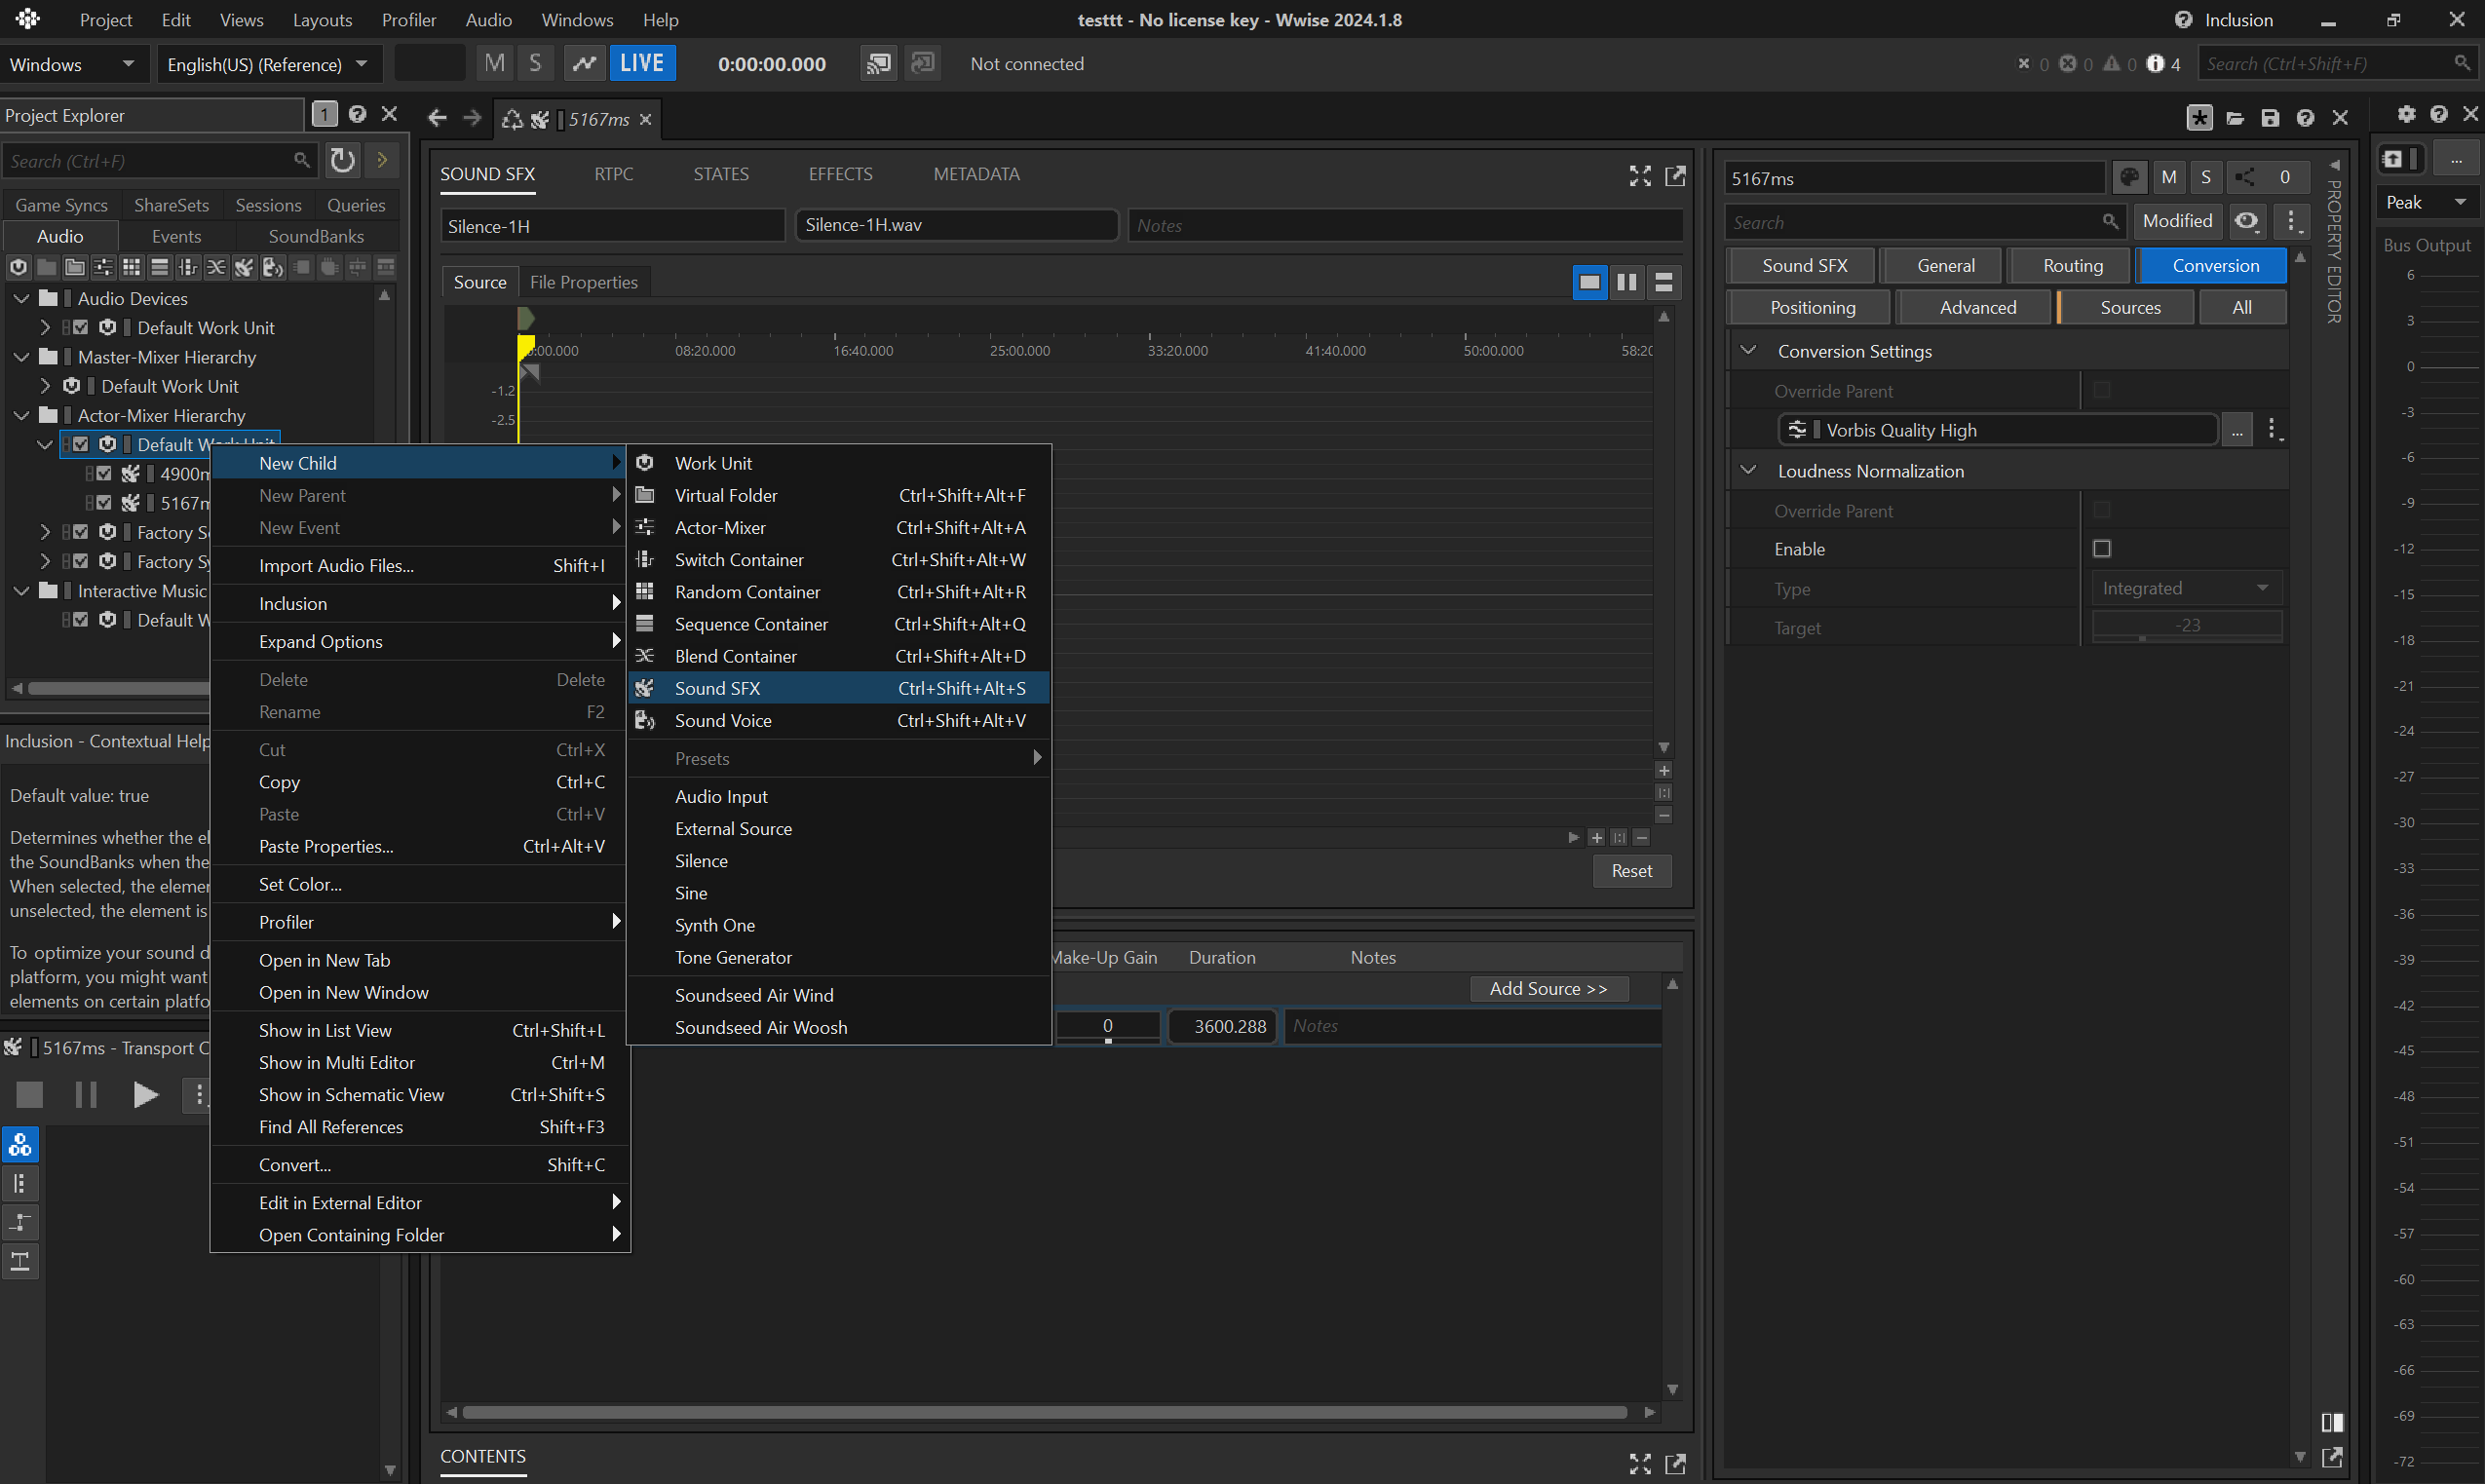 Project Edit Views Layouts Profiler Audio Windows Help
testtt - No license key - Wwise 2024.1.8
Inclusion
Windows
English(US) (Reference)
M S LIVE
0:00:00.000
Not connected
0 0 0 4
Search (Ctrl+Shift+F)
Project Explorer
1
Search (Ctrl+F)
Game Syncs ShareSets Sessions Queries
Audio Events SoundBanks
Audio Devices
Default Work Unit
Master-Mixer Hierarchy
Default Work Unit
Actor-Mixer Hierarchy
Default Work Unit
4900m
5167m
Factory S
Factory Sy
Interactive Music
Default W
Inclusion - Contextual Help
Default value: true
Determines whether the el
the SoundBanks when the
When selected, the elemen
unselected, the element is
To optimize your sound d
platform, you might want
elements on certain platfo
5167ms - Transport C
New Child
New Parent
New Event
Import Audio Files... Shift+I
Inclusion
Expand Options
Delete Delete
Rename F2
Cut Ctrl+X
Copy Ctrl+C
Paste Ctrl+V
Paste Properties... Ctrl+Alt+V
Set Color...
Profiler
Open in New Tab
Open in New Window
Show in List View Ctrl+Shift+L
Show in Multi Editor Ctrl+M
Show in Schematic View Ctrl+Shift+S
Find All References Shift+F3
Convert... Shift+C
Edit in External Editor
Open Containing Folder
Work Unit
Virtual Folder Ctrl+Shift+Alt+F
Actor-Mixer Ctrl+Shift+Alt+A
Switch Container Ctrl+Shift+Alt+W
Random Container Ctrl+Shift+Alt+R
Sequence Container Ctrl+Shift+Alt+Q
Blend Container Ctrl+Shift+Alt+D
Sound SFX Ctrl+Shift+Alt+S
Sound Voice Ctrl+Shift+Alt+V
Presets
Audio Input
External Source
Silence
Sine
Synth One
Tone Generator
Soundseed Air Wind
Soundseed Air Woosh
5167ms
SOUND SFX RTPC STATES EFFECTS METADATA
Silence-1H
Silence-1H.wav
Notes
Source File Properties
:00.000 08:20.000 16:40.000 25:00.000 33:20.000 41:40.000 50:00.000 58:20
-1.2
-2.5
Reset
Make-Up Gain Duration Notes
Add Source >>
0 3600.288 Notes
CONTENTS
5167ms
M S 0
Search
Modified
Sound SFX General Routing Conversion
Positioning Advanced Sources All
Conversion Settings
Override Parent
Vorbis Quality High
...
Loudness Normalization
Override Parent
Enable
Type Integrated
Target -23
PROPERTY EDITOR
...
Peak
Bus Output
6
3
0
-3
-6
-9
-12
-15
-18
-21
-24
-27
-30
-33
-36
-39
-42
-45
-48
-51
-54
-57
-60
-63
-66
-69
-72